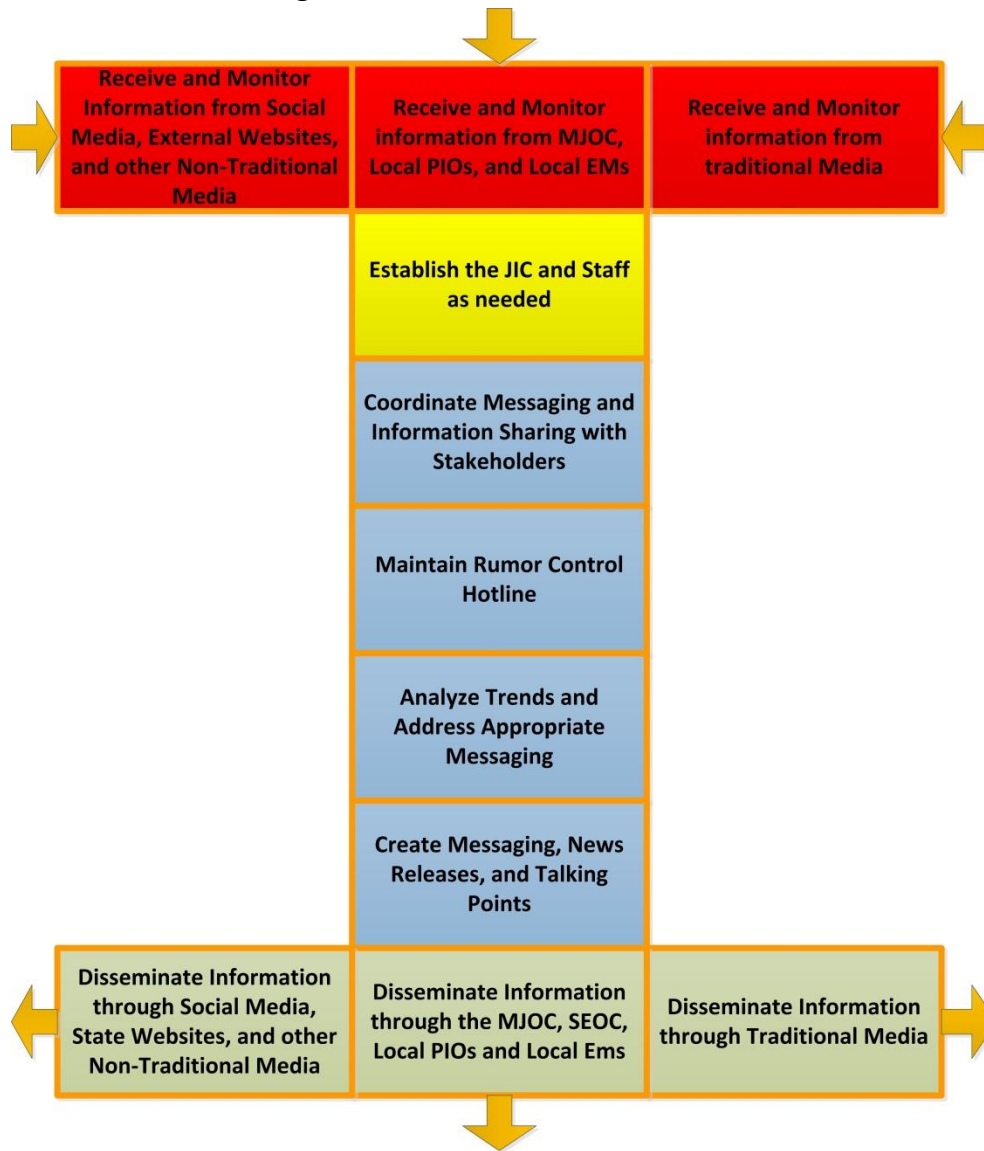 Receive and Monitor
Information from Social
Media, External Websites,
and other Non-Traditional
Media
Receive and Monitor
information from MJOC,
Local PIOs, and Local EMs
Receive and Monitor
information from
traditional Media
Establish the JIC and Staff
as needed
Coordinate Messaging and
Information Sharing with
Stakeholders
Maintain Rumor Control
Hotline
Analyze Trends and
Address Appropriate
Messaging
Create Messaging, News
Releases, and Talking
Points
Disseminate Information
through Social Media,
State Websites, and other
Non-Traditional Media
Disseminate Information
through the MJOC, SEOC,
Local PIOs and Local Ems
Disseminate Information
through Traditional Media